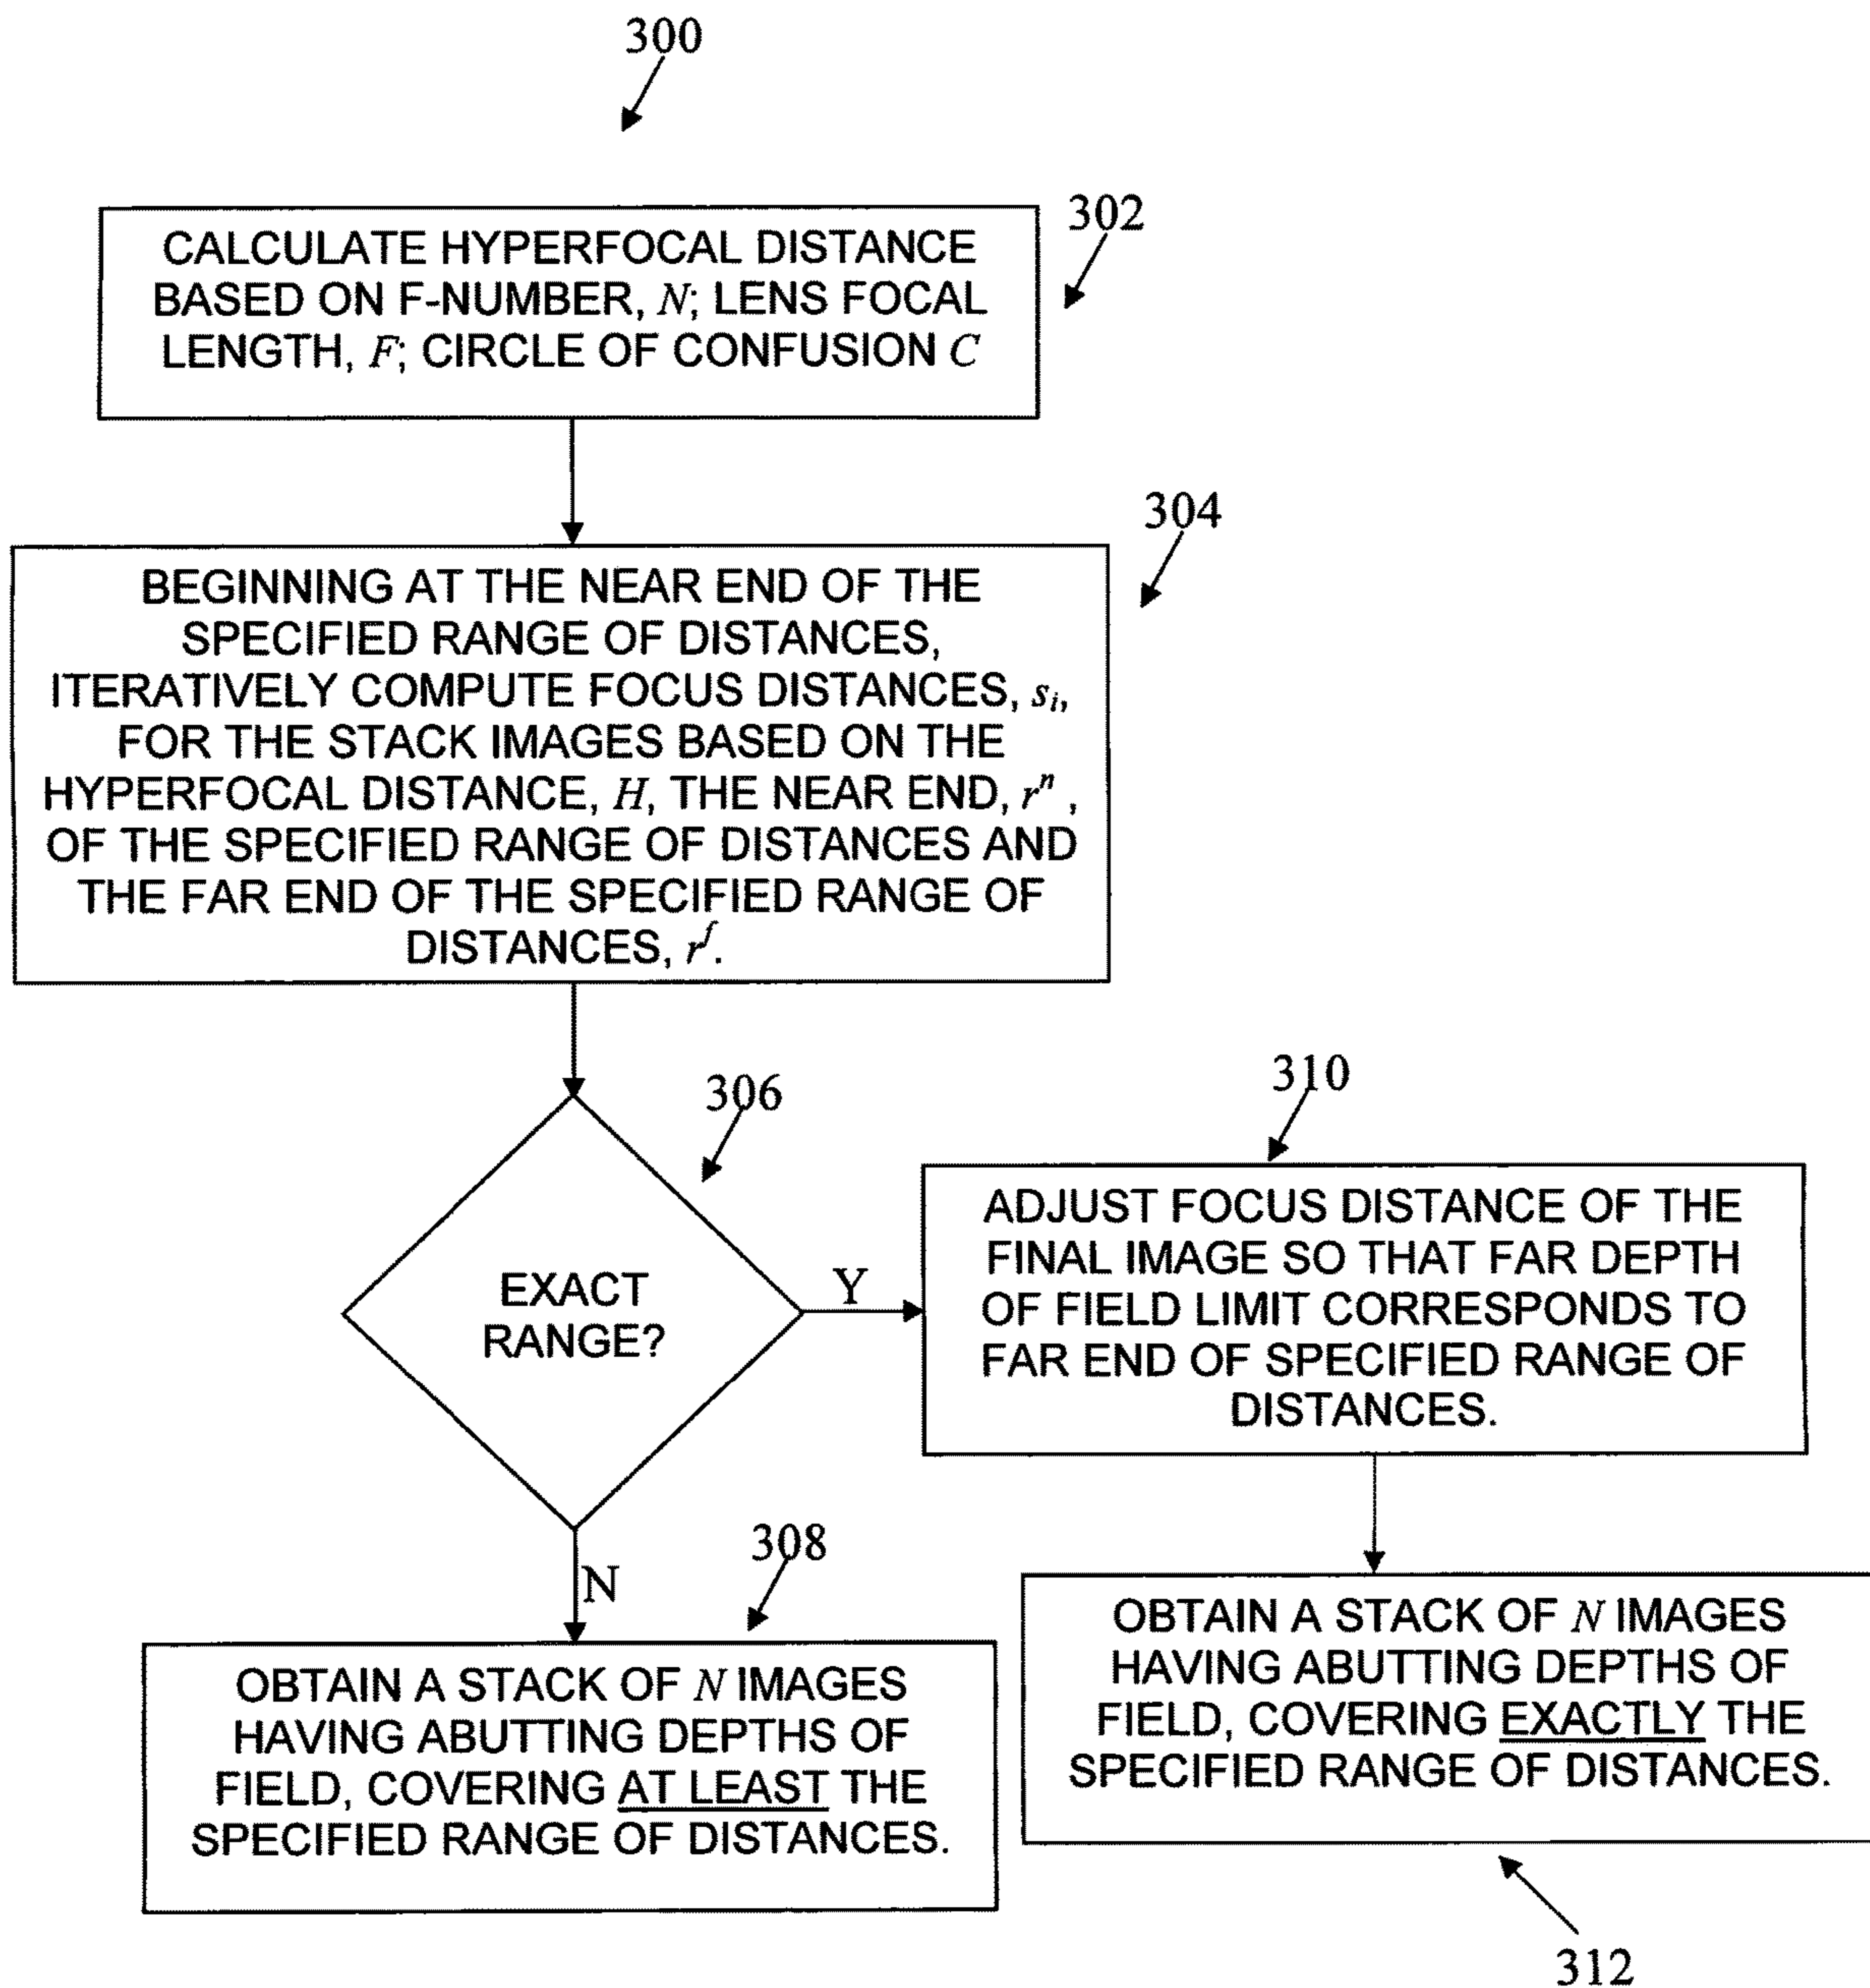 300
302
CALCULATE HYPERFOCAL DISTANCE
BASED ON F-NUMBER, N; LENS FOCAL
LENGTH, F; CIRCLE OF CONFUSION C
304
BEGINNING AT THE NEAR END OF THE
SPECIFIED RANGE OF DISTANCES,
ITERATIVELY COMPUTE FOCUS DISTANCES, sᵢ,
FOR THE STACK IMAGES BASED ON THE
HYPERFOCAL DISTANCE, H, THE NEAR END, rⁿ ,
OF THE SPECIFIED RANGE OF DISTANCES AND
THE FAR END OF THE SPECIFIED RANGE OF
DISTANCES, rᶠ.
306
EXACT
RANGE?
Y
310
ADJUST FOCUS DISTANCE OF THE
FINAL IMAGE SO THAT FAR DEPTH
OF FIELD LIMIT CORRESPONDS TO
FAR END OF SPECIFIED RANGE OF
DISTANCES.
N
308
OBTAIN A STACK OF N IMAGES
HAVING ABUTTING DEPTHS OF
FIELD, COVERING AT LEAST THE
SPECIFIED RANGE OF DISTANCES.
OBTAIN A STACK OF N IMAGES
HAVING ABUTTING DEPTHS OF
FIELD, COVERING EXACTLY THE
SPECIFIED RANGE OF DISTANCES.
312